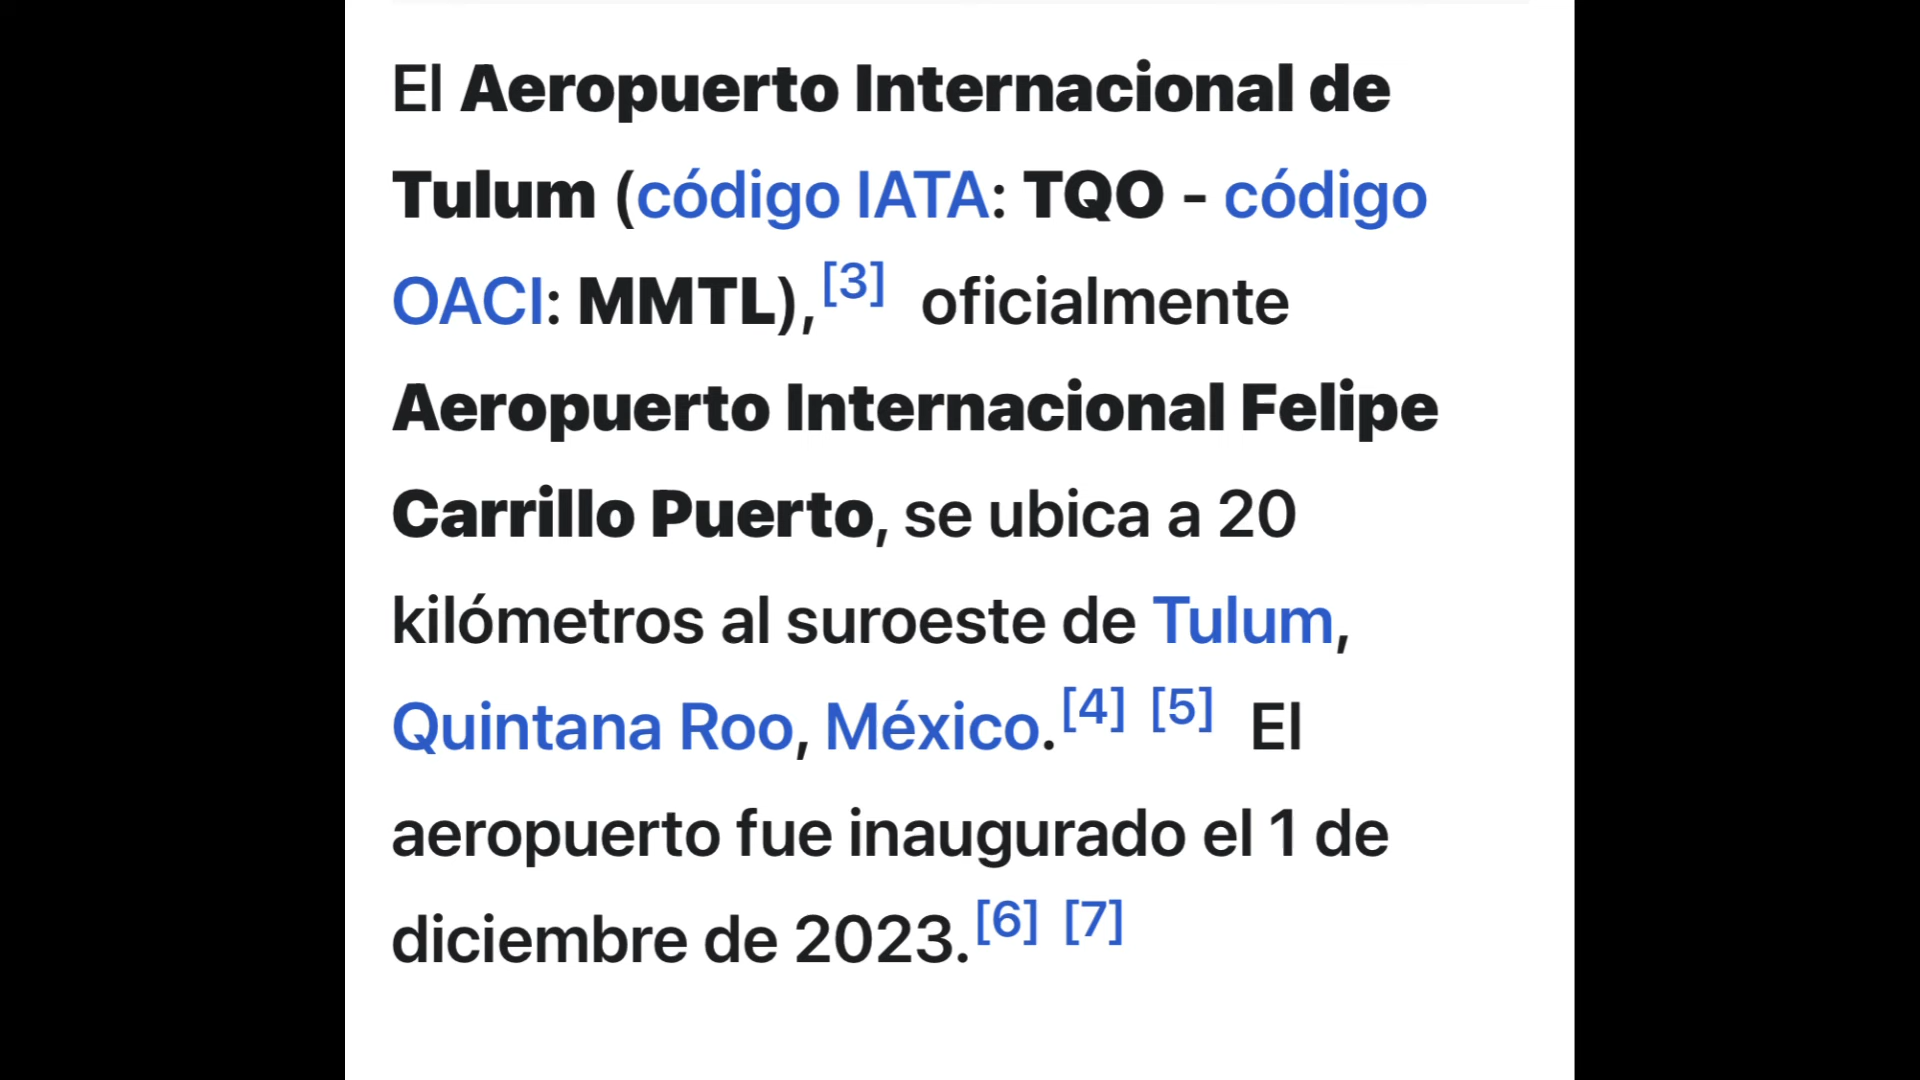 El Aeropuerto Internacional de
Tulum (código IATA: TQO - código
OACI: MMTL),[3] oficialmente
Aeropuerto Internacional Felipe
Carrillo Puerto, se ubica a 20
kilómetros al suroeste de Tulum,
Quintana Roo, México.[4] [5] El
aeropuerto fue inaugurado el 1 de
diciembre de 2023.[6] [7]